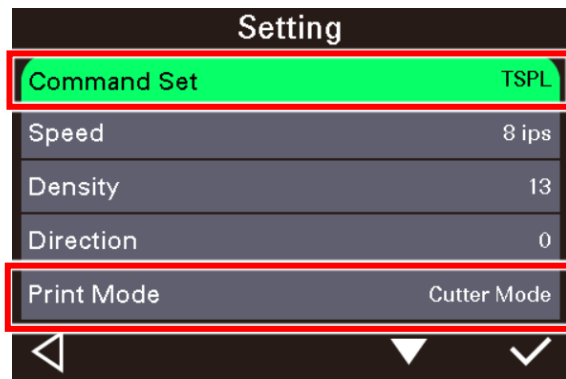 Setting
Command Set TSPL
Speed 8 ips
Density 13
Direction 0
Print Mode Cutter Mode